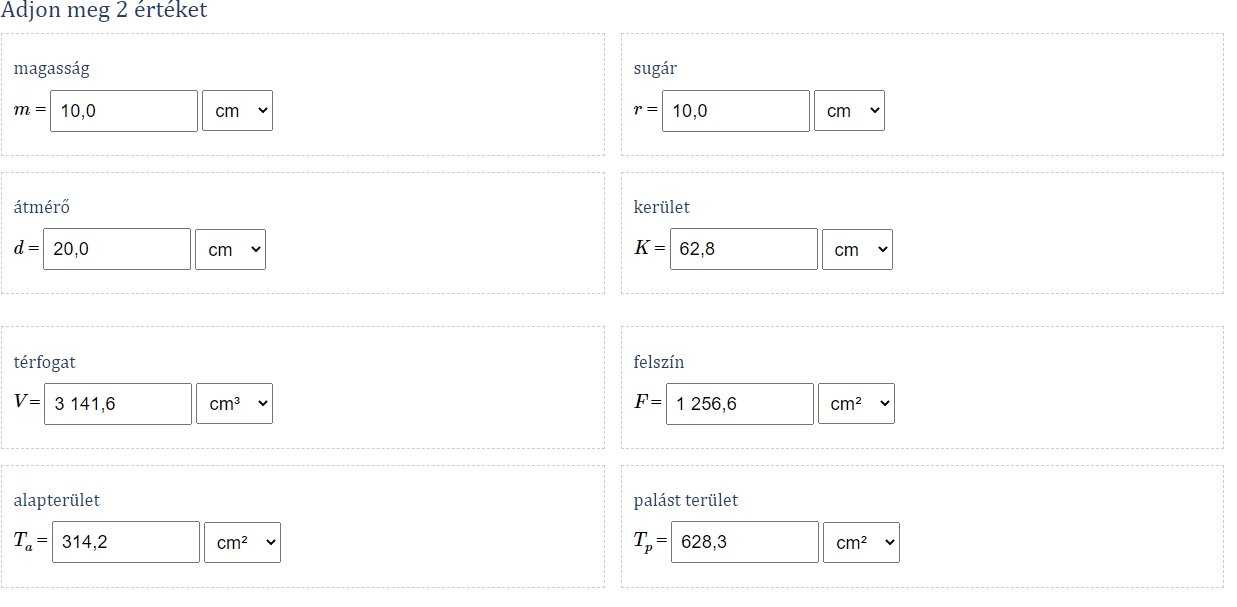 Adjon meg 2 értéket
magasság
m = 10,0 cm
sugár
r = 10,0 cm
átmérő
d = 20,0 cm
kerület
K = 62,8 cm
térfogat
V = 3 141,6 cm³
felszín
F = 1 256,6 cm²
alapterület
Tₐ = 314,2 cm²
palást terület
Tₚ = 628,3 cm²